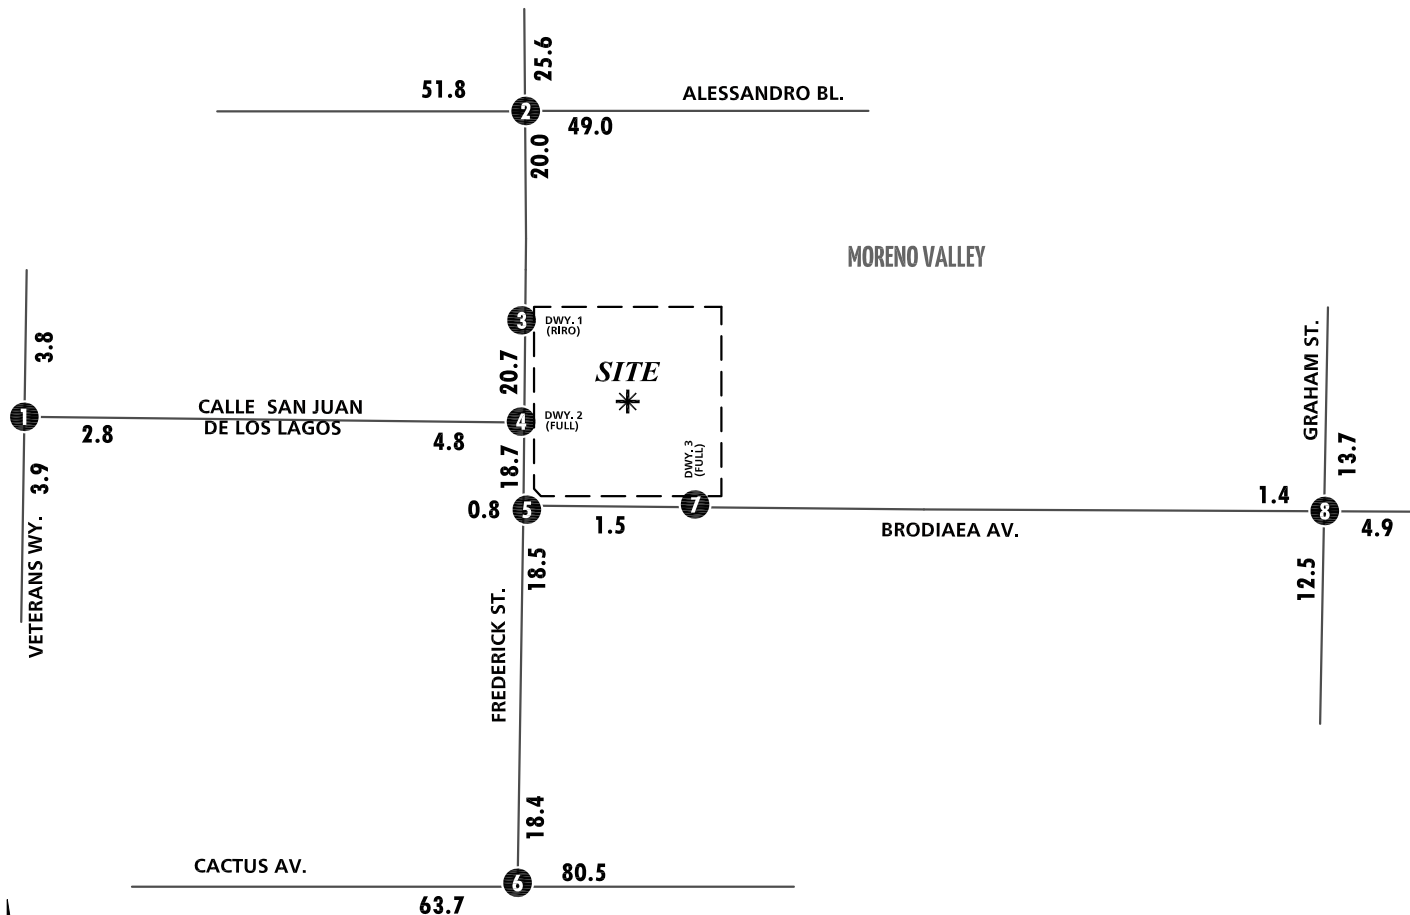 25.6
51.8
ALESSANDRO BL.
2
49.0
20.0
MORENO VALLEY
3
DWY. 1
(RIRO)
3.8
20.7
SITE
GRAHAM ST.
1
CALLE SAN JUAN
DE LOS LAGOS
2.8
4.8
4
DWY. 2
(FULL)
18.7
DWY. 3
(FULL)
13.7
3.9
0.8
5
1.5
7
BRODIAEA AV.
1.4
8
4.9
VETERANS WY.
18.5
12.5
FREDERICK ST.
18.4
CACTUS AV.
6
80.5
63.7